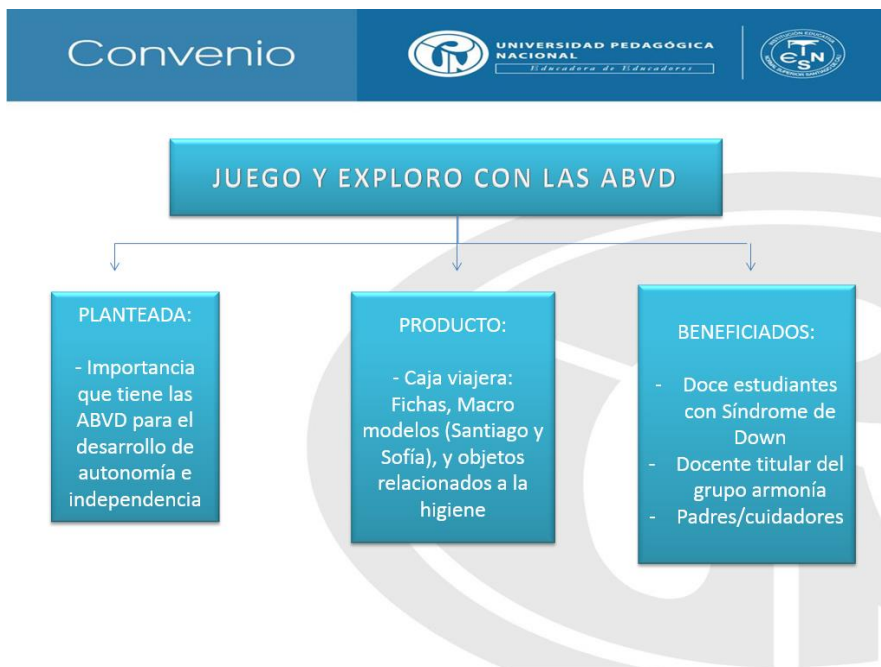 Convenio
UNIVERSIDAD PEDAGÓGICA
NACIONAL
Educadora de Educadores
JUEGO Y EXPLORO CON LAS ABVD
PLANTEADA:
- Importancia
que tiene las
ABVD para el
desarrollo de
autonomía e
independencia
PRODUCTO:
- Caja viajera:
Fichas, Macro
modelos (Santiago y
Sofía), y objetos
relacionados a la
higiene
BENEFICIADOS:
- Doce estudiantes
con Síndrome de
Down
- Docente titular del
grupo armonía
- Padres/cuidadores